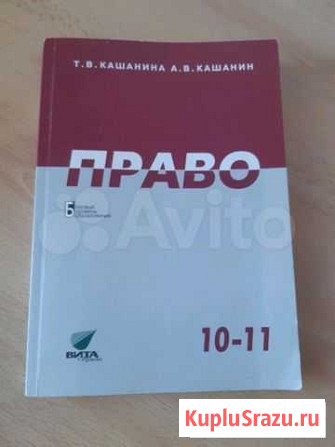 Т.В.КАШАНИНА А.В.КАШАНИН
ПРАВО
Avito
10-11
ВИТА
KupluSrazu.ru